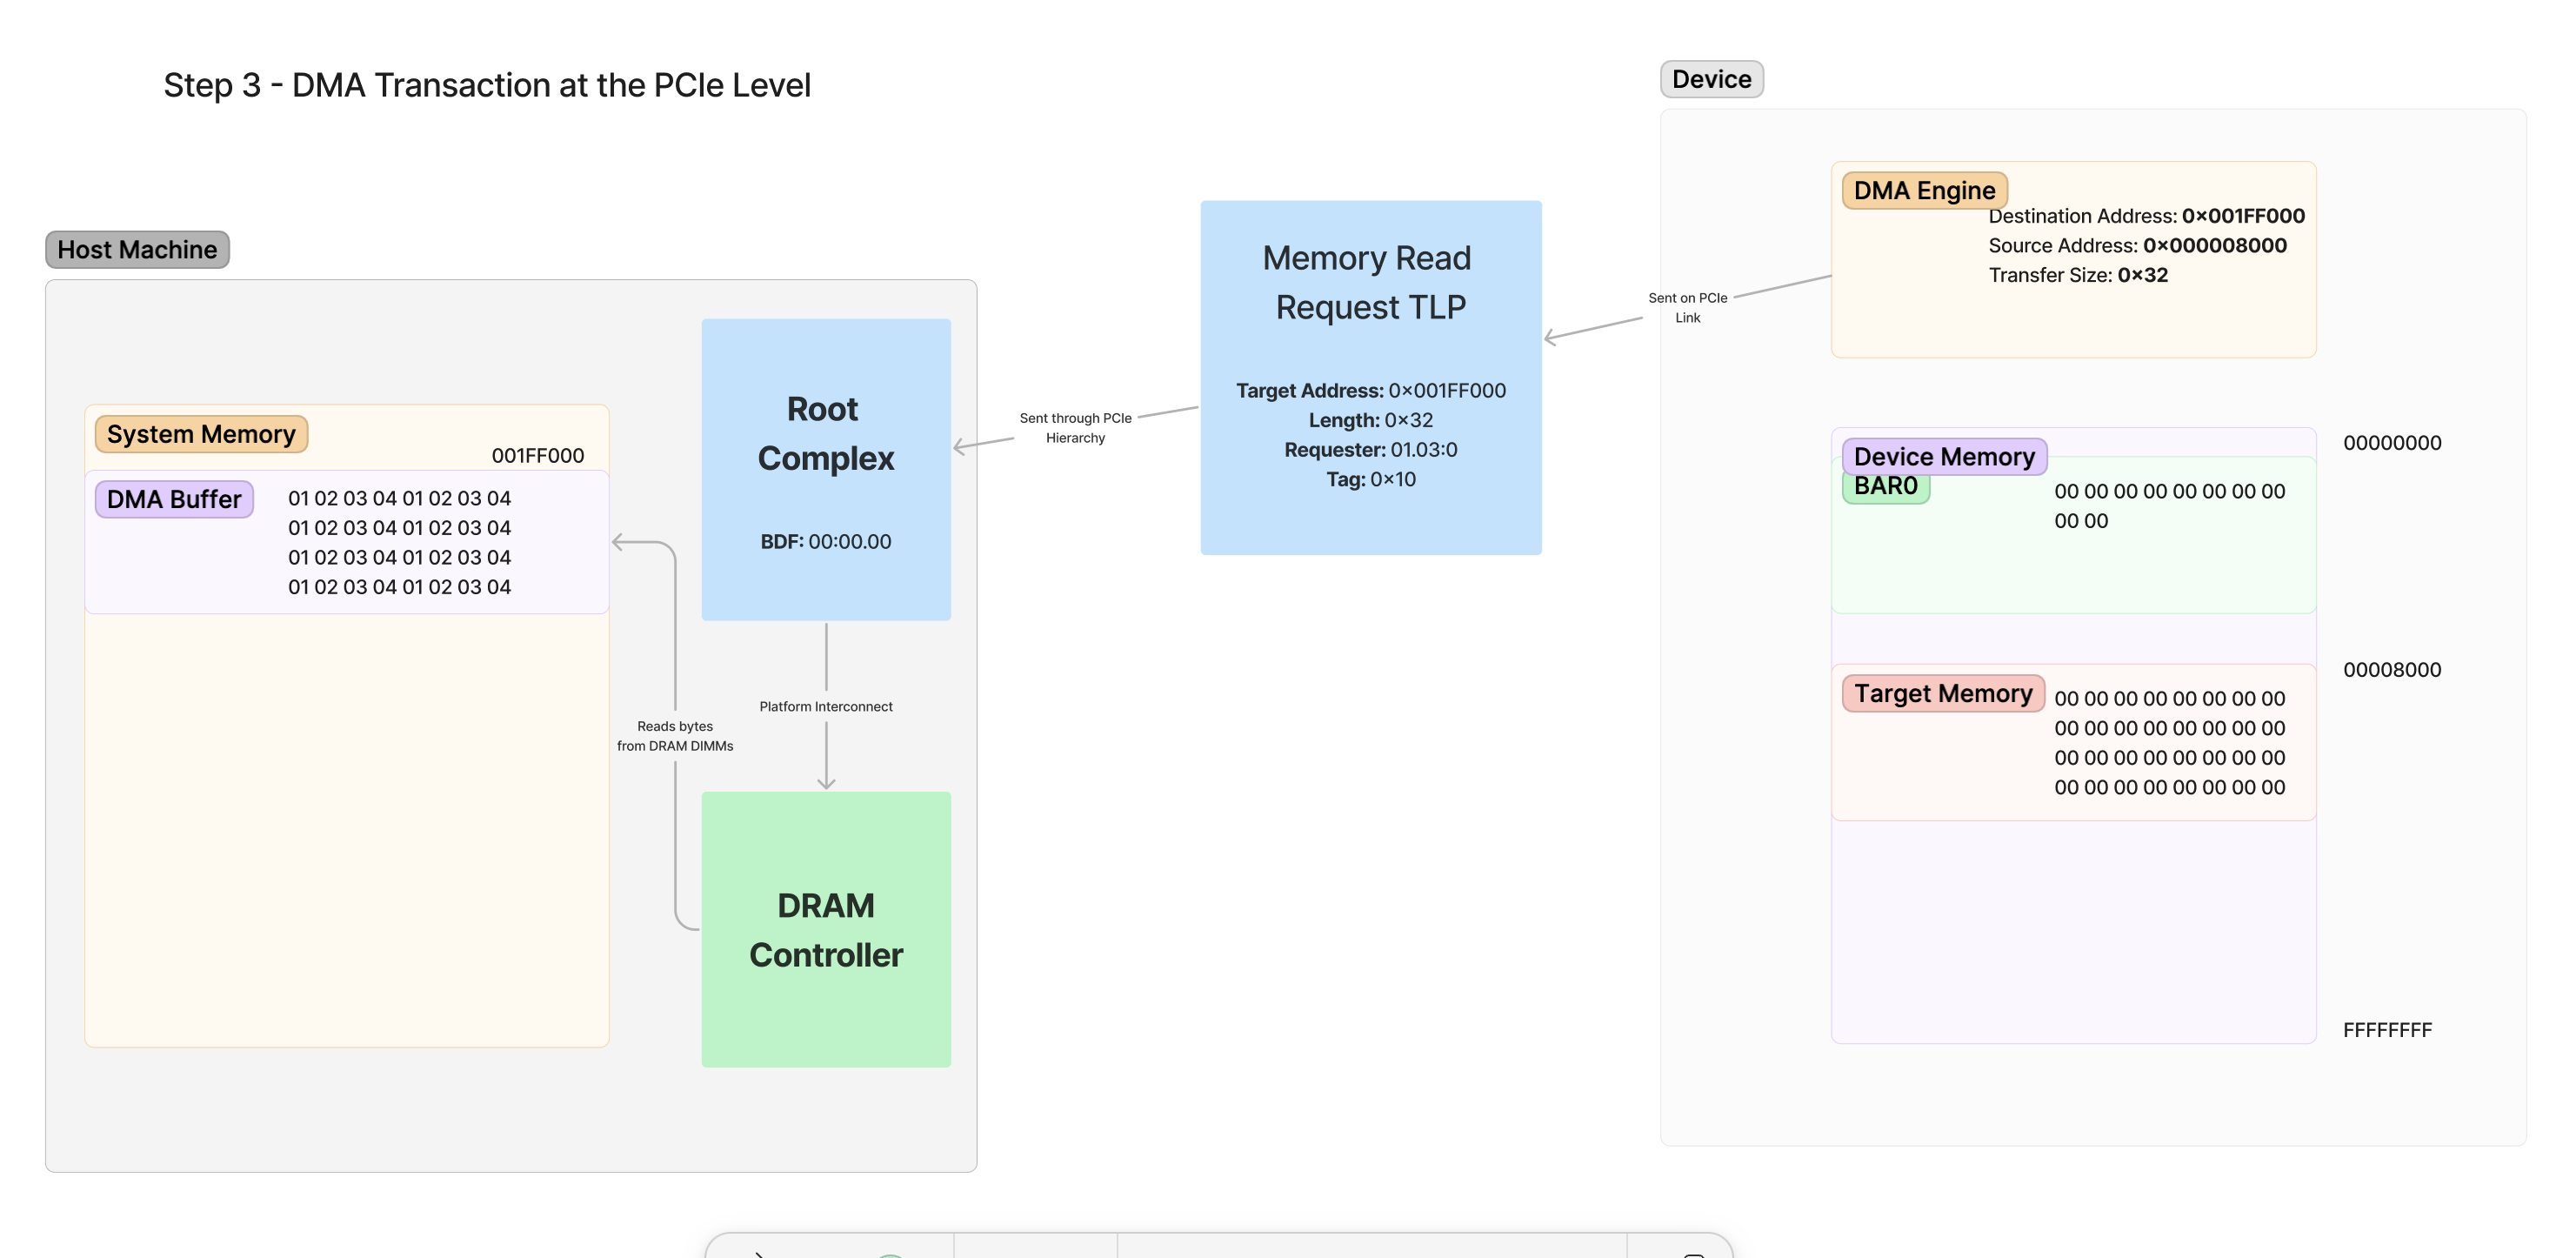 Step 3 - DMA Transaction at the PCIe Level
Host Machine
System Memory
001FF000
DMA Buffer
01 02 03 04 01 02 03 04
01 02 03 04 01 02 03 04
01 02 03 04 01 02 03 04
01 02 03 04 01 02 03 04
Root
Complex
BDF: 00:00.00
Platform Interconnect
Reads bytes
from DRAM DIMMs
DRAM
Controller
Sent through PCIe
Hierarchy
Memory Read
Request TLP
Target Address: 0×001FF000
Length: 0×32
Requester: 01.03:0
Tag: 0×10
Sent on PCIe
Link
Device
DMA Engine
Destination Address: 0×001FF000
Source Address: 0×000008000
Transfer Size: 0×32
Device Memory
00000000
BAR0
00 00 00 00 00 00 00 00
00 00
00008000
Target Memory
00 00 00 00 00 00 00 00
00 00 00 00 00 00 00 00
00 00 00 00 00 00 00 00
00 00 00 00 00 00 00 00
FFFFFFFF